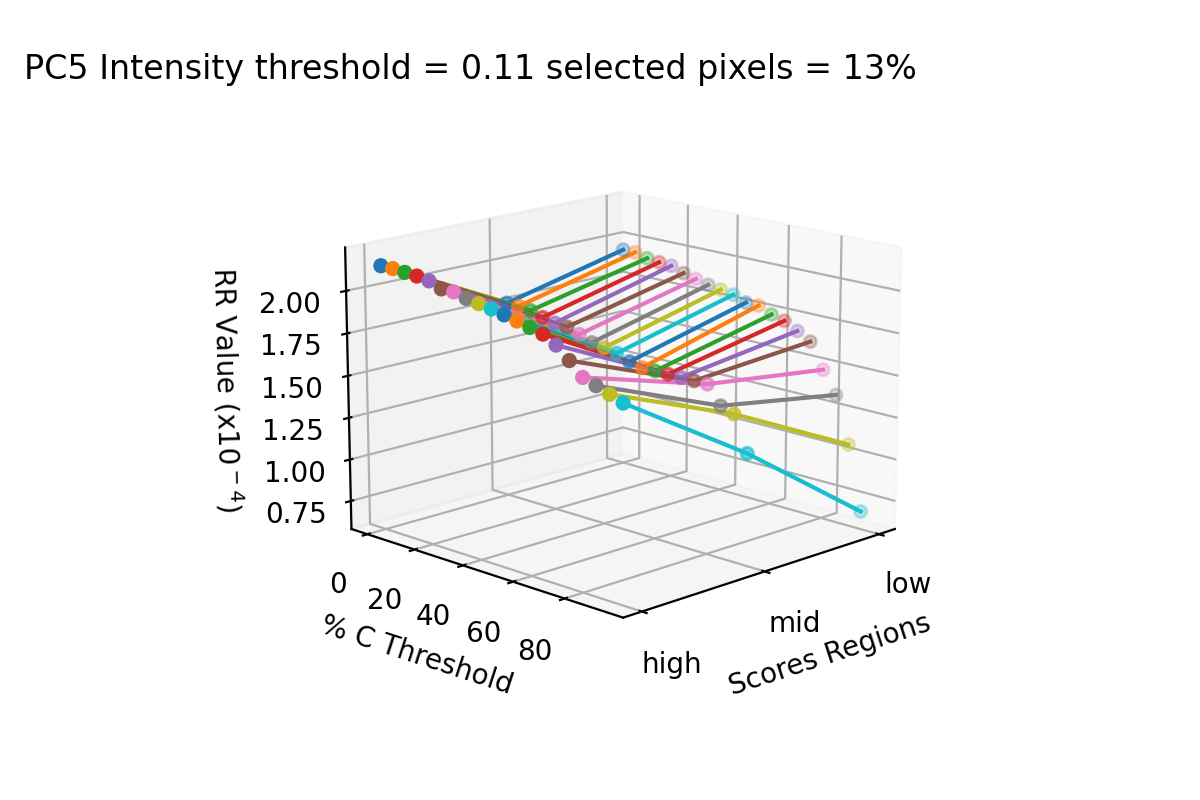 PC5 Intensity threshold = 0.11 selected pixels = 13%
RR Value (x10⁻⁴)
2.00
1.75
1.50
1.25
1.00
0.75
0
20
40
60
80
% C Threshold
high
mid
low
Scores Regions